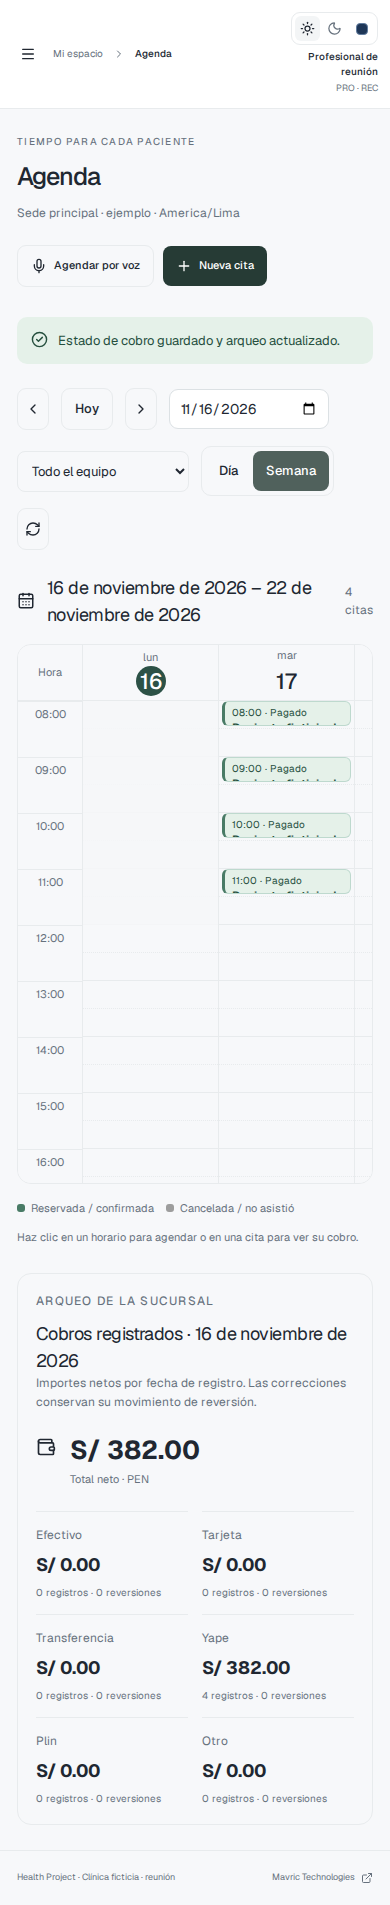 Mi espacio > Agenda
Profesional de
reunión
PRO · REC
TIEMPO PARA CADA PACIENTE
Agenda
Sede principal · ejemplo · America/Lima
Agendar por voz
Nueva cita
Estado de cobro guardado y arqueo actualizado.
Hoy
11/16/2026
Todo el equipo
Día
Semana
16 de noviembre de 2026 – 22 de
noviembre de 2026
4
citas
Hora
lun
16
mar
17
08:00
08:00 · Pagado
09:00
09:00 · Pagado
10:00
10:00 · Pagado
11:00
11:00 · Pagado
12:00
13:00
14:00
15:00
16:00
Reservada / confirmada
Cancelada / no asistió
Haz clic en un horario para agendar o en una cita para ver su cobro.
ARQUEO DE LA SUCURSAL
Cobros registrados · 16 de noviembre de
2026
Importes netos por fecha de registro. Las correcciones
conservan su movimiento de reversión.
S/ 382.00
Total neto · PEN
Efectivo
S/ 0.00
0 registros · 0 reversiones
Tarjeta
S/ 0.00
0 registros · 0 reversiones
Transferencia
S/ 0.00
0 registros · 0 reversiones
Yape
S/ 382.00
4 registros · 0 reversiones
Plin
S/ 0.00
0 registros · 0 reversiones
Otro
S/ 0.00
0 registros · 0 reversiones
Health Project · Clínica ficticia · reunión
Mavric Technologies